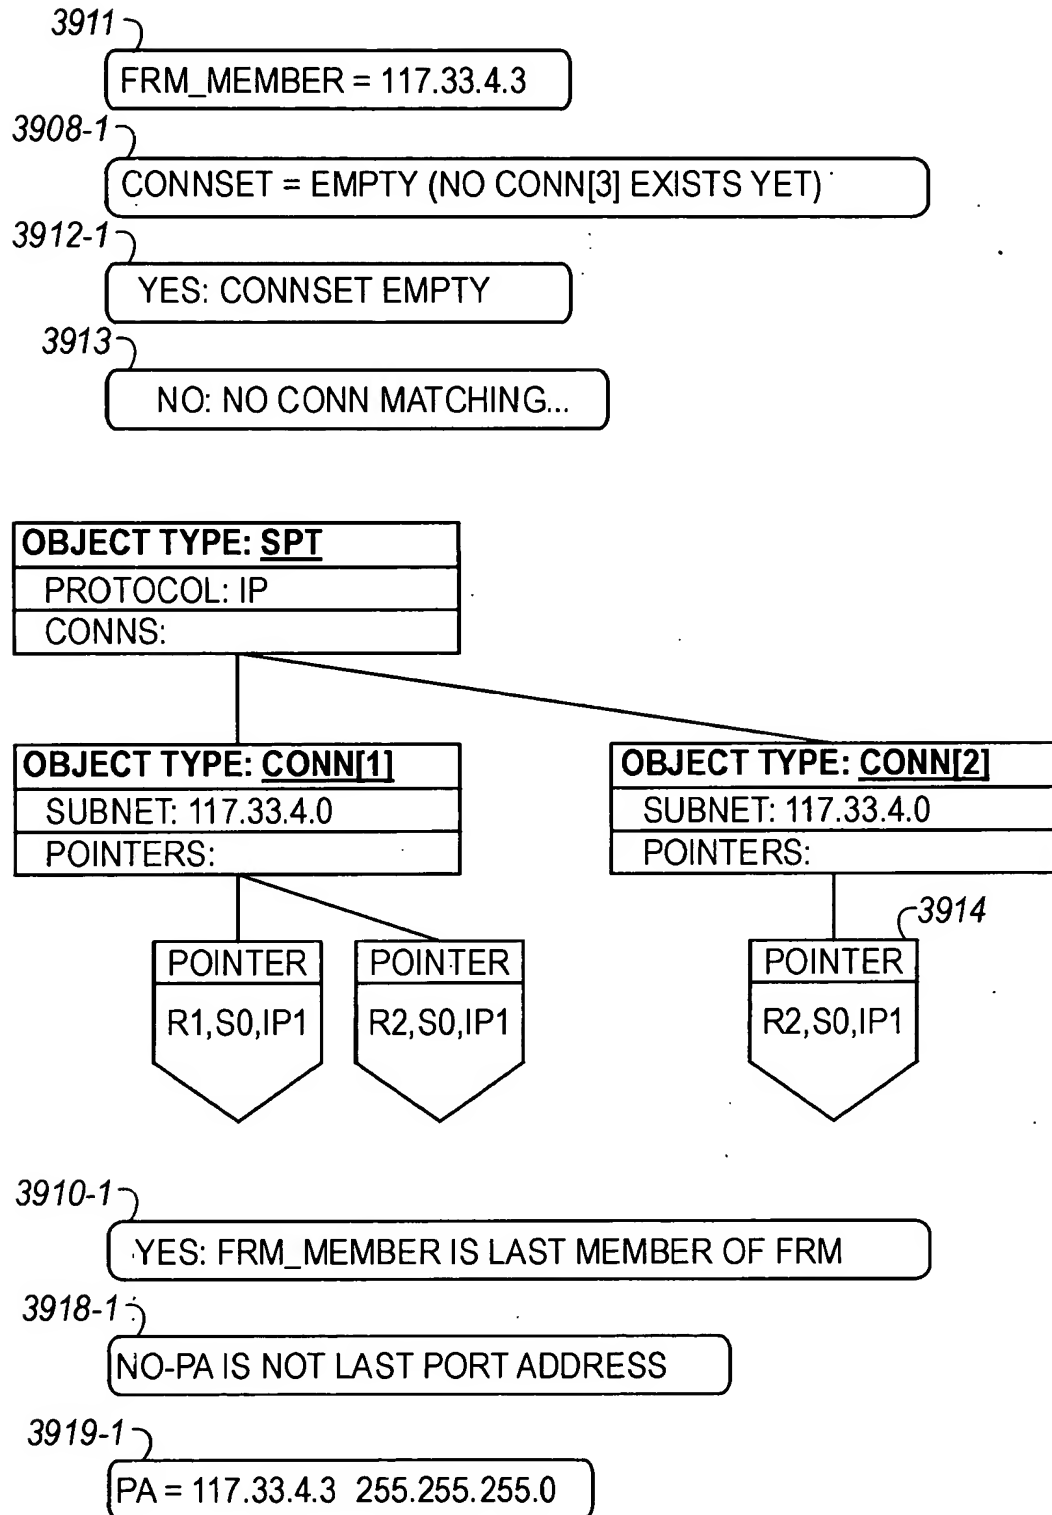 3911
FRM_MEMBER = 117.33.4.3
3908-1
CONNSET = EMPTY (NO CONN[3] EXISTS YET)
3912-1
YES: CONNSET EMPTY
3913
NO: NO CONN MATCHING...
OBJECT TYPE: SPT
PROTOCOL: IP
CONNS:
OBJECT TYPE: CONN[1]
SUBNET: 117.33.4.0
POINTERS:
OBJECT TYPE: CONN[2]
SUBNET: 117.33.4.0
POINTERS:
3914
POINTER
R1,S0,IP1
POINTER
R2,S0,IP1
POINTER
R2,S0,IP1
3910-1
YES: FRM_MEMBER IS LAST MEMBER OF FRM
3918-1
NO-PA IS NOT LAST PORT ADDRESS
3919-1
PA = 117.33.4.3 255.255.255.0